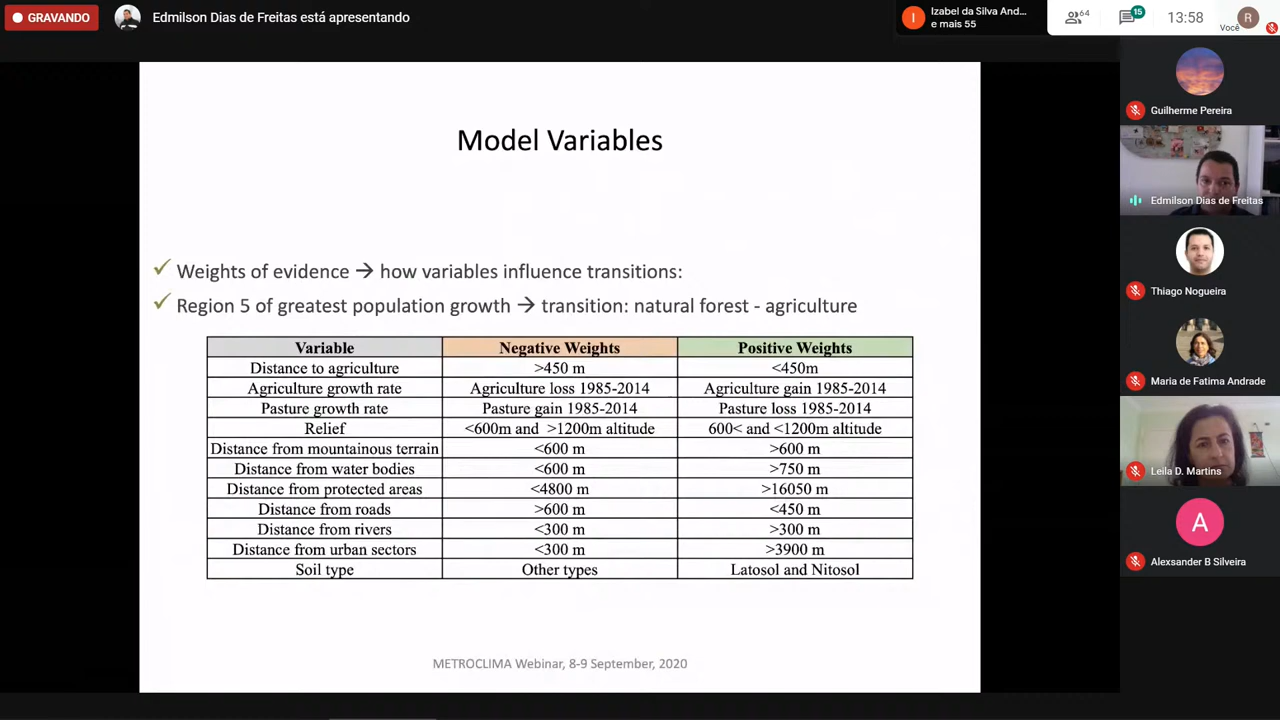 GRAVANDO
Edmilson Dias de Freitas está apresentando
I
Izabel da Silva And...
e mais 55
64
15
13:58
Você
R
Model Variables
Weights of evidence → how variables influence transitions:
Region 5 of greatest population growth → transition: natural forest - agriculture
Variable Negative Weights Positive Weights
Distance to agriculture >450 m <450m
Agriculture growth rate Agriculture loss 1985-2014 Agriculture gain 1985-2014
Pasture growth rate Pasture gain 1985-2014 Pasture loss 1985-2014
Relief <600m and >1200m altitude 600< and <1200m altitude
Distance from mountainous terrain <600 m >600 m
Distance from water bodies <600 m >750 m
Distance from protected areas <4800 m >16050 m
Distance from roads >600 m <450 m
Distance from rivers <300 m >300 m
Distance from urban sectors <300 m >3900 m
Soil type Other types Latosol and Nitosol
METROCLIMA Webinar, 8-9 September, 2020
Guilherme Pereira
Edmilson Dias de Freitas
Thiago Nogueira
Maria de Fatima Andrade
Leila D. Martins
A
Alexsander B Silveira